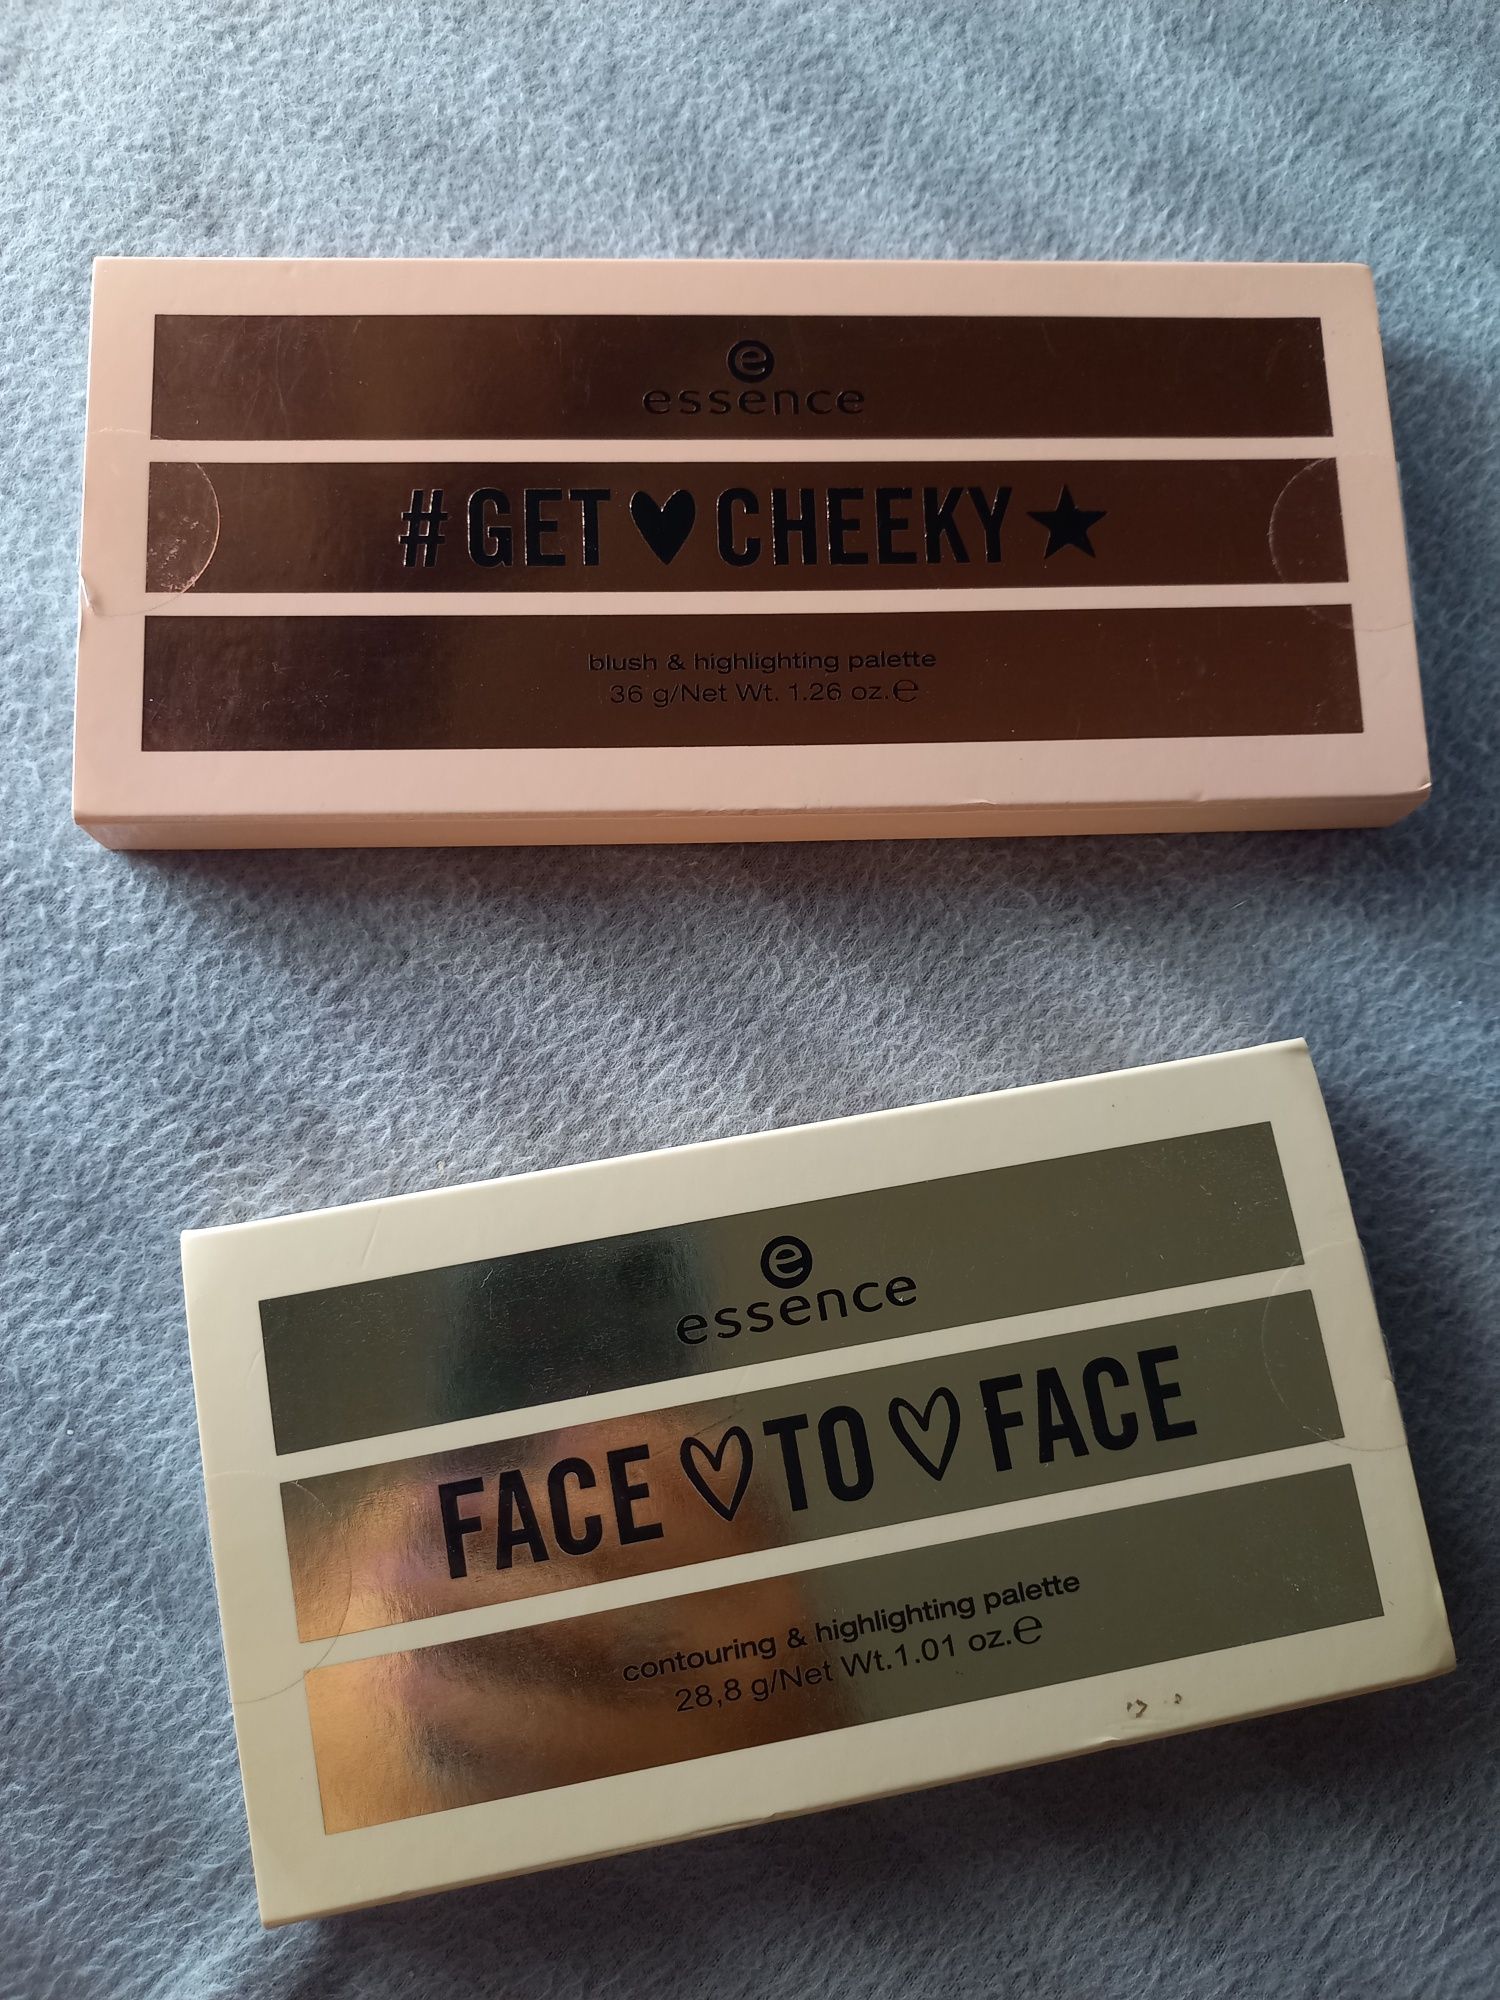 e
essence
#GET♥CHEEKY★
blush & highlighting palette
36 g/Net Wt. 1.26 oz.℮
e
essence
FACE♡TO♡FACE
contouring & highlighting palette
28,8 g/Net Wt.1.01 oz.℮